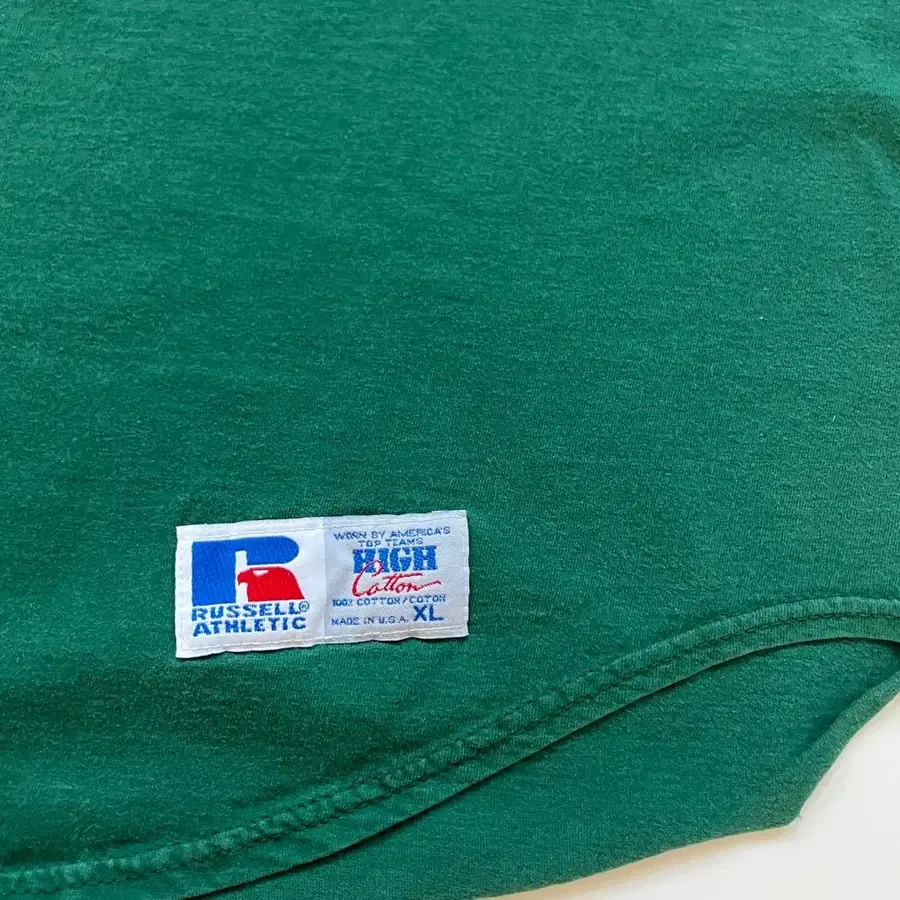 RUSSELL®
ATHLETIC
WORN BY AMERICA'S
TOP TEAMS
HIGH
Cotton
100% COTTON/COTON
MADE IN U.S.A. XL